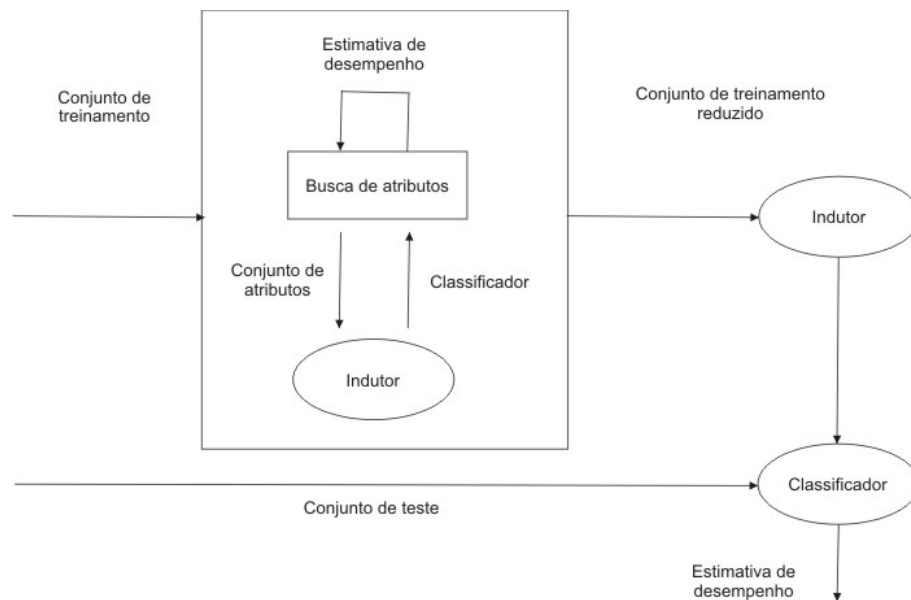 Estimativa de
desempenho
Conjunto de
treinamento
Conjunto de treinamento
reduzido
Busca de atributos
Indutor
Conjunto de
atributos
Classificador
Indutor
Classificador
Conjunto de teste
Estimativa de
desempenho